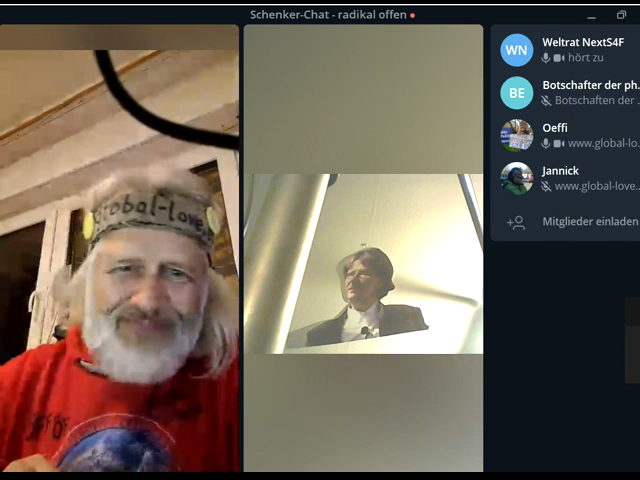 Schenker-Chat - radikal offen
WN
Weltrat NextS4F
hört zu
BE
Botschafter der ph.
Botschaften der .
Oeffi
www.global-lo.
Jannick
www.global-love..
Mitglieder einladen
global-love.